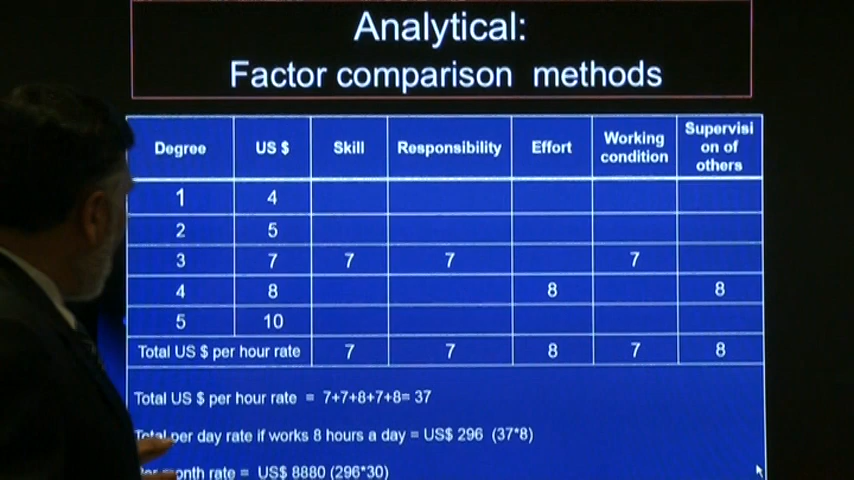 Analytical:
Factor comparison methods
Degree US $ Skill Responsibility Effort Working condition Supervisi on of others
1 4
2 5
3 7 7 7 7
4 8 8 8
5 10
Total US $ per hour rate 7 7 8 7 8
Total US $ per hour rate = 7+7+8+7+8= 37
Total per day rate if works 8 hours a day = US$ 296 (37*8)
Per month rate = US$ 8880 (296*30)